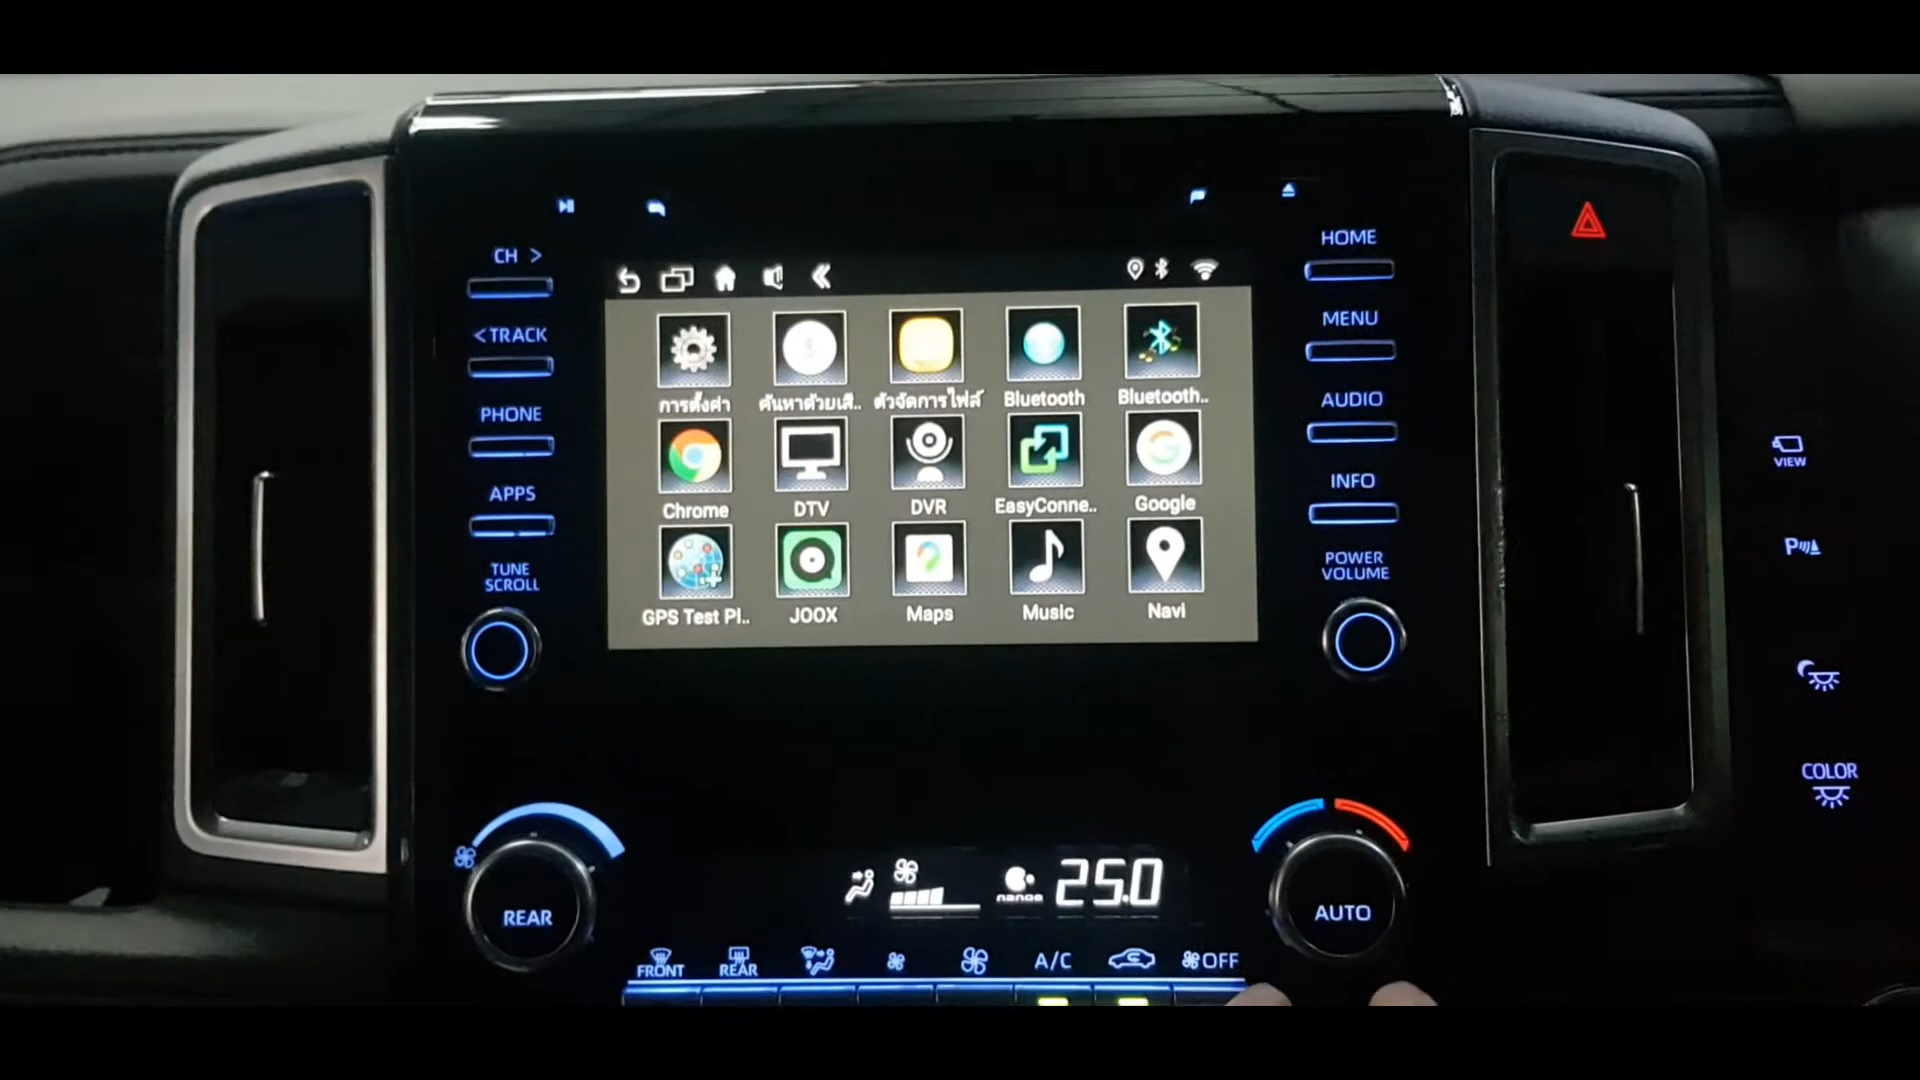 CH >
< TRACK
PHONE
APPS
TUNE
SCROLL
HOME
MENU
AUDIO
INFO
POWER
VOLUME
การตั้งค่า
ค้นหาด้วยเสี..
ตัวจัดการไฟล์
Bluetooth
Bluetooth..
Chrome
DTV
DVR
EasyConne..
Google
GPS Test Pl..
JOOX
Maps
Music
Navi
VIEW
P
COLOR
REAR
nanoe
25.0
AUTO
FRONT
REAR
A/C
OFF